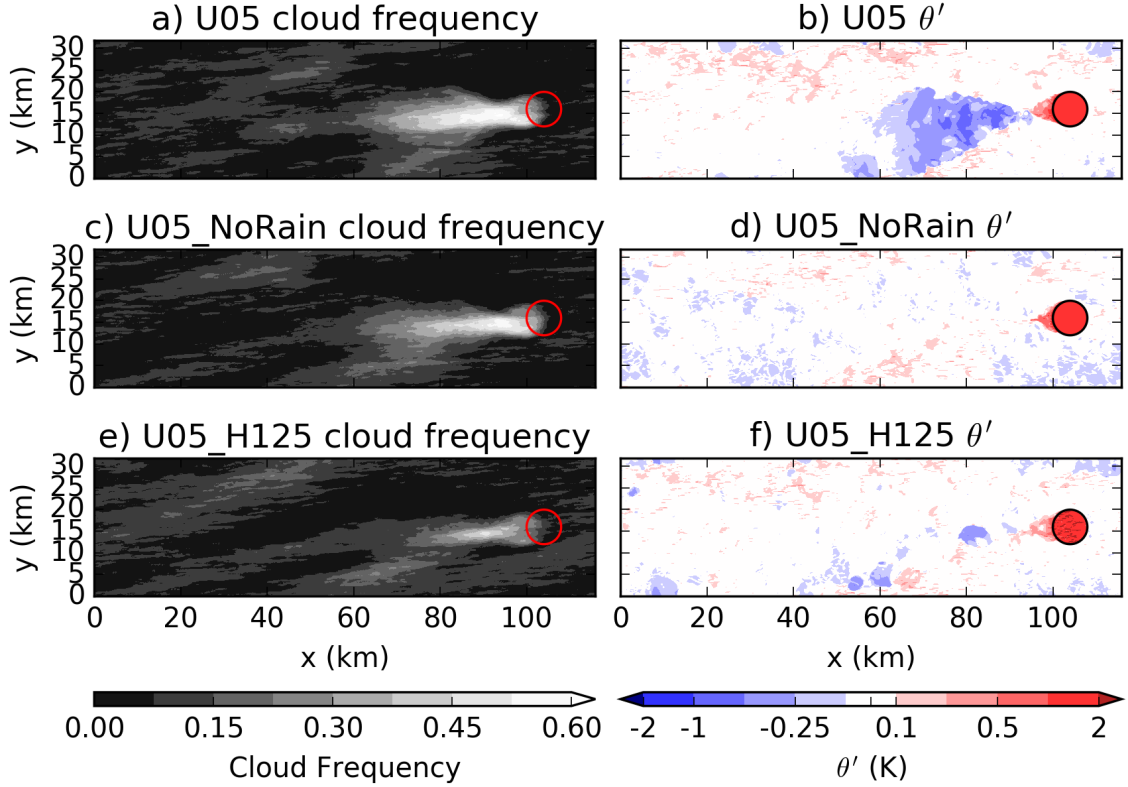 a) U05 cloud frequency
b) U05 θ′
y (km)
30
25
20
15
10
5
0
c) U05_NoRain cloud frequency
d) U05_NoRain θ′
y (km)
30
25
20
15
10
5
0
e) U05_H125 cloud frequency
f) U05_H125 θ′
y (km)
30
25
20
15
10
5
0
0 20 40 60 80 100
0 20 40 60 80 100
x (km)
x (km)
0.00 0.15 0.30 0.45 0.60
-2 -1 -0.25 0.1 0.5 2
Cloud Frequency
θ′ (K)